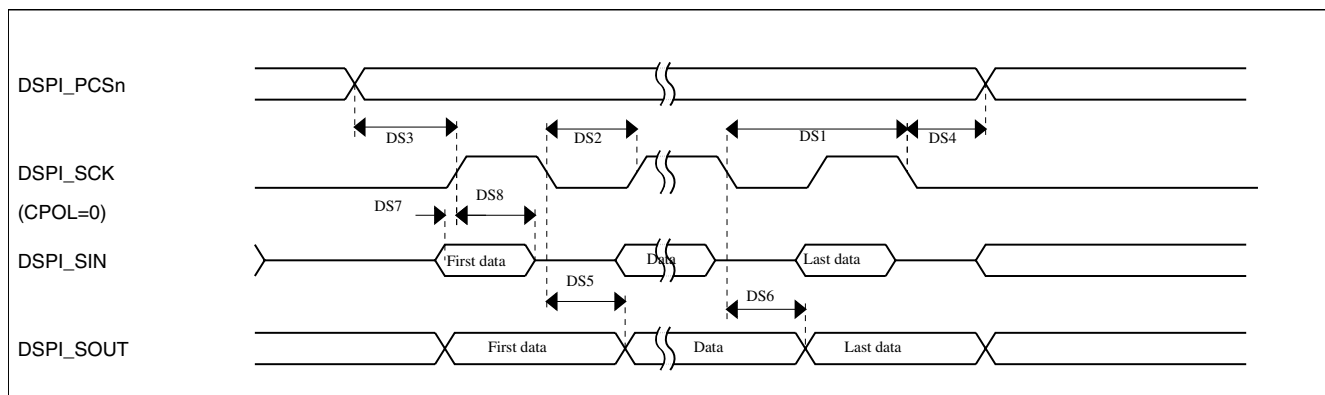 DSPI_PCSn
DS3
DS2
DS1
DS4
DSPI_SCK
(CPOL=0)
DS7
DS8
DSPI_SIN
First data
Data
Last data
DS5
DS6
DSPI_SOUT
First data
Data
Last data